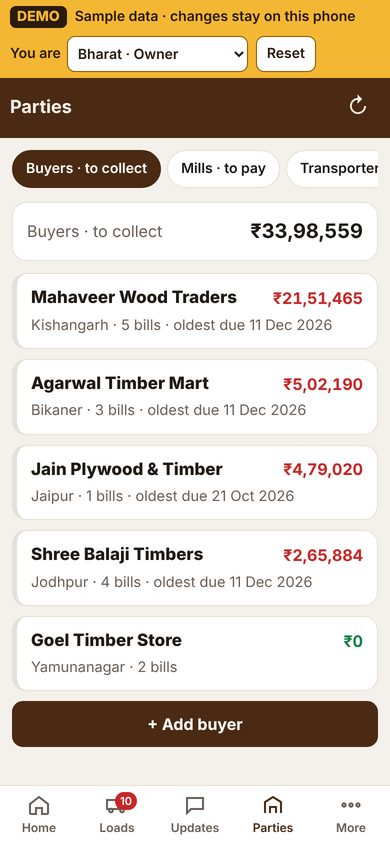 DEMO Sample data · changes stay on this phone
You are Bharat · Owner Reset
Parties
Buyers · to collect Mills · to pay Transporter
Buyers · to collect ₹33,98,559
Mahaveer Wood Traders ₹21,51,465
Kishangarh · 5 bills · oldest due 11 Dec 2026
Agarwal Timber Mart ₹5,02,190
Bikaner · 3 bills · oldest due 11 Dec 2026
Jain Plywood & Timber ₹4,79,020
Jaipur · 1 bills · oldest due 21 Oct 2026
Shree Balaji Timbers ₹2,65,884
Jodhpur · 4 bills · oldest due 11 Dec 2026
Goel Timber Store ₹0
Yamunanagar · 2 bills
+ Add buyer
10
Home Loads Updates Parties More